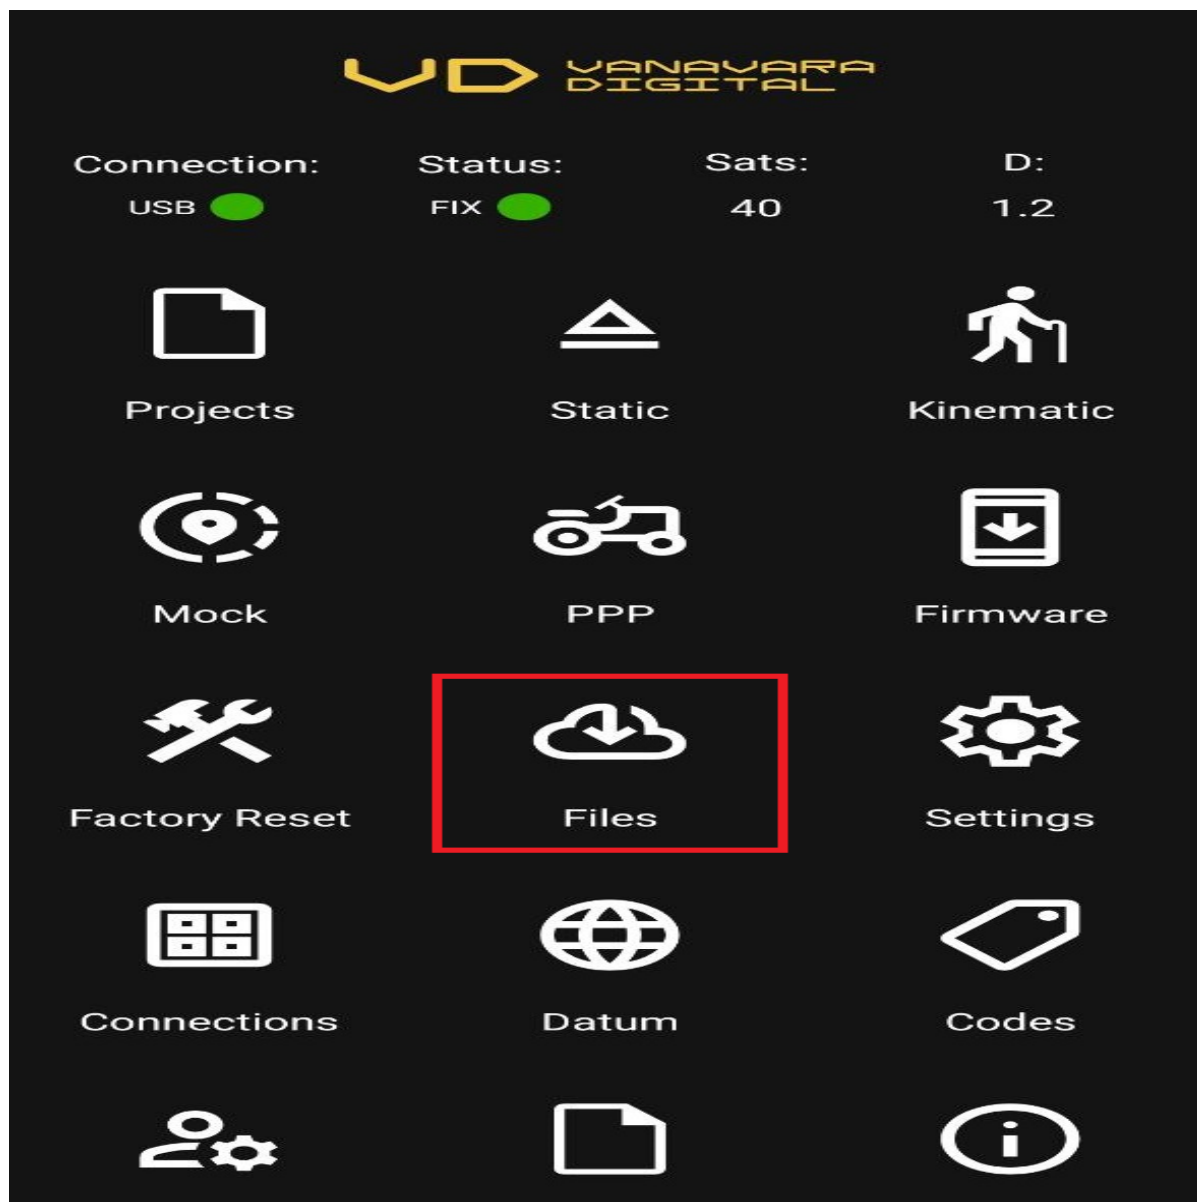 VD VANAVARA
DIGITAL
Connection: Status: Sats: D:
USB FIX 40 1.2
Projects Static Kinematic
Mock PPP Firmware
Factory Reset Files Settings
Connections Datum Codes